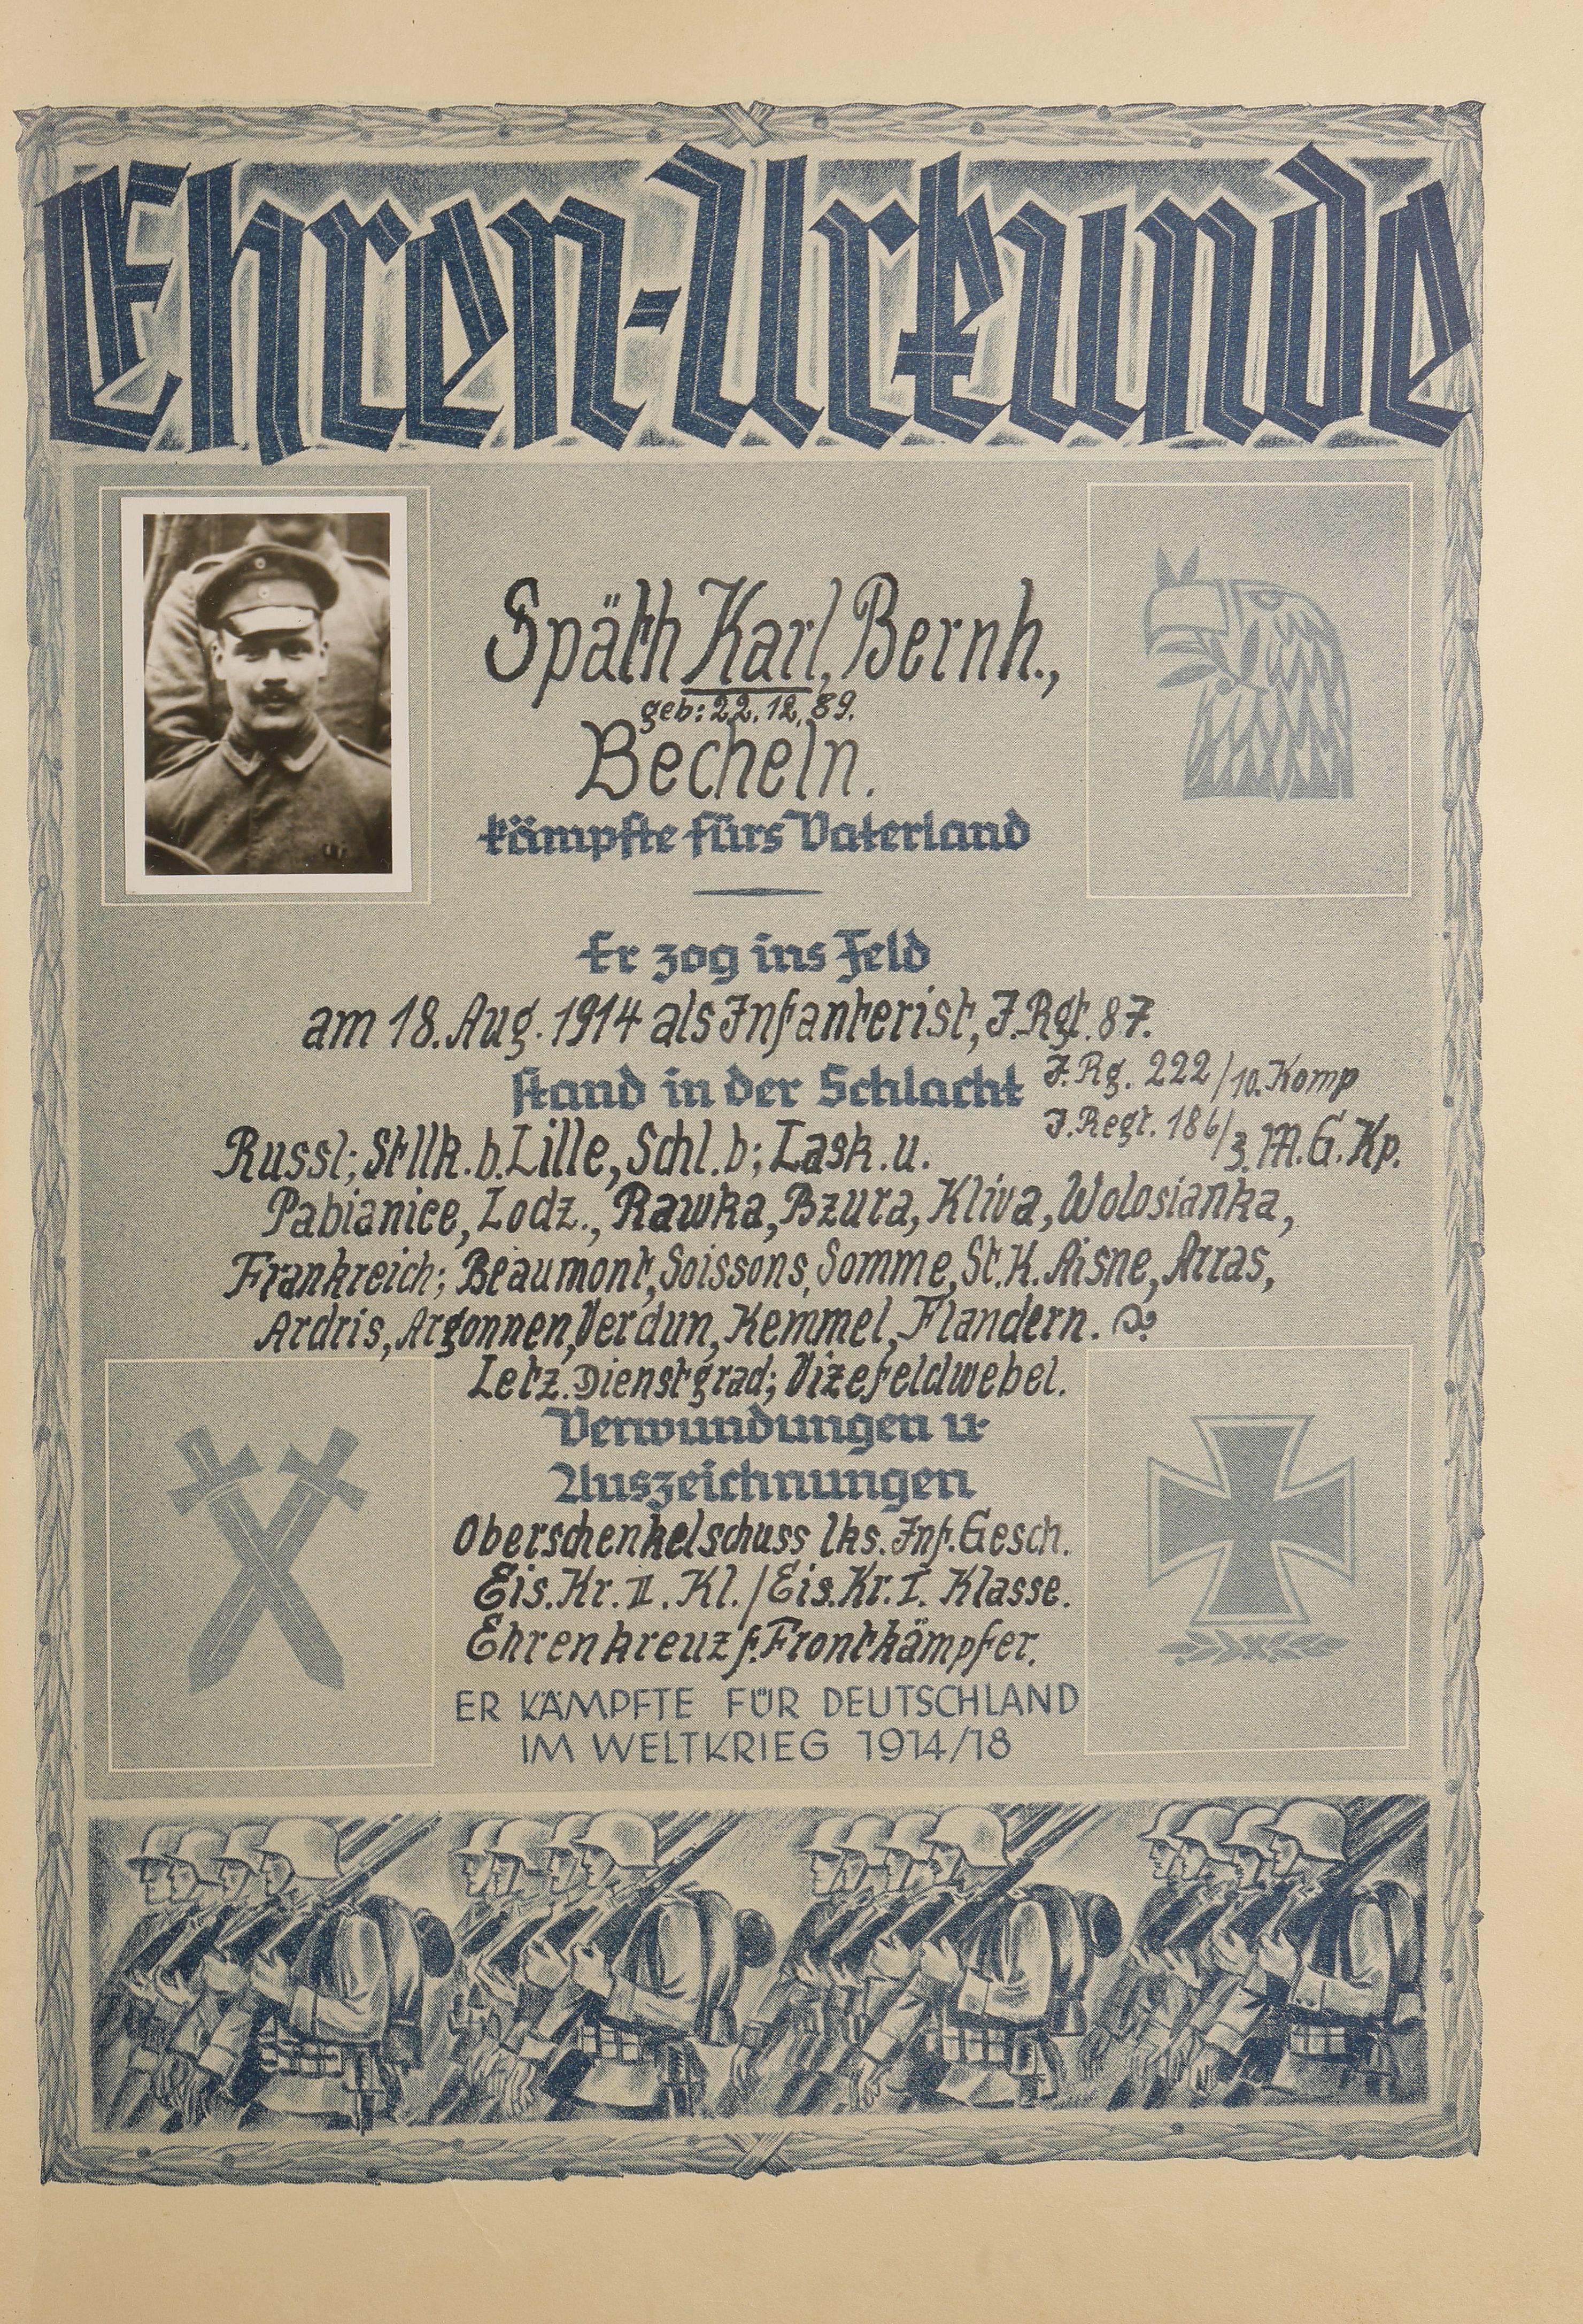 Ehren-Urkunde
Späth Karl, Bernh.,
geb: 22.12.89.
Becheln.
kämpfte fürs Vaterland
Er zog ins Feld
am 18. Aug. 1914 als Infanterist, J. Rgt. 87.
stand in der Schlacht
J. Rg. 222/10. Komp
J. Regt. 186/3. M.G. Kp.
Russl; Stllk. b. Lille, Schl. b; Lask. u.
Pabianice, Lodz., Rawka, Bzura, Kliva, Wolosianka,
Frankreich; Beaumont, Soissons, Somme, St. K. Aisne, Arras,
Ardris, Argonnen, Verdun, Kemmel, Flandern.
Letz. Dienstgrad; Vizefeldwebel.
Verwundungen u.
Auszeichnungen
Oberschenkelschuss lks. Inf. Gesch.
Eis. Kr. II. Kl. / Eis. Kr. I. Klasse.
Ehrenkreuz f. Frontkämpfer.
ER KÄMPFTE FÜR DEUTSCHLAND
IM WELTKRIEG 1914/18